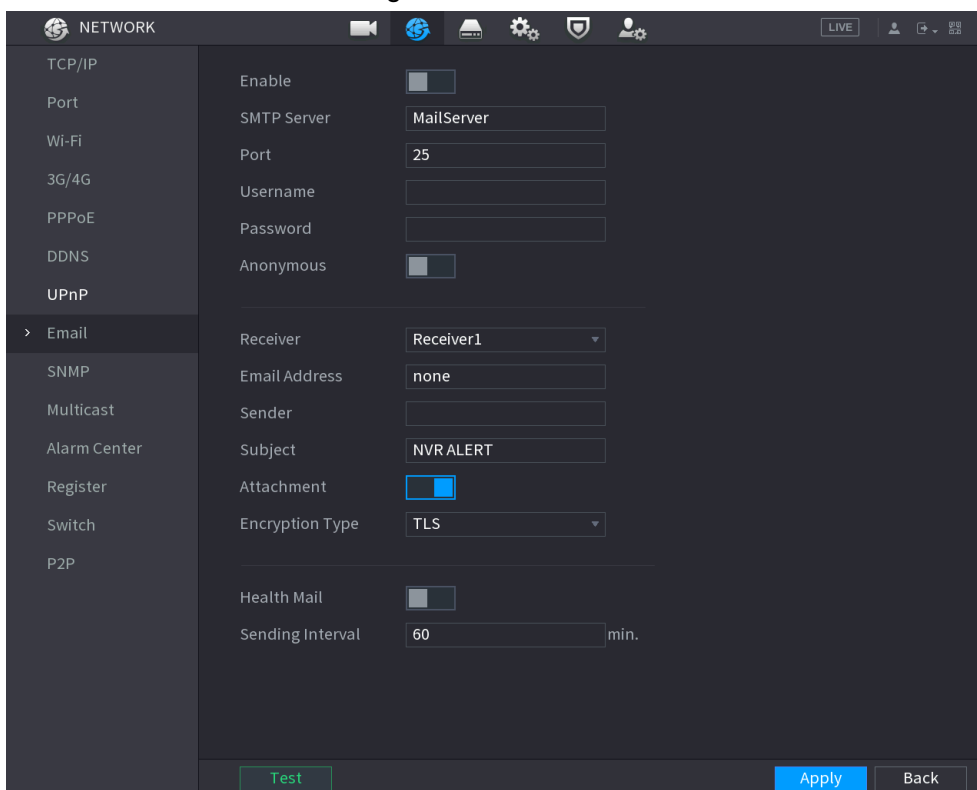 NETWORK
LIVE
TCP/IP
Port
Wi-Fi
3G/4G
PPPoE
DDNS
UPnP
Email
SNMP
Multicast
Alarm Center
Register
Switch
P2P
Enable
SMTP Server MailServer
Port 25
Username
Password
Anonymous
Receiver Receiver1
Email Address none
Sender
Subject NVR ALERT
Attachment
Encryption Type TLS
Health Mail
Sending Interval 60 min.
Test Apply Back